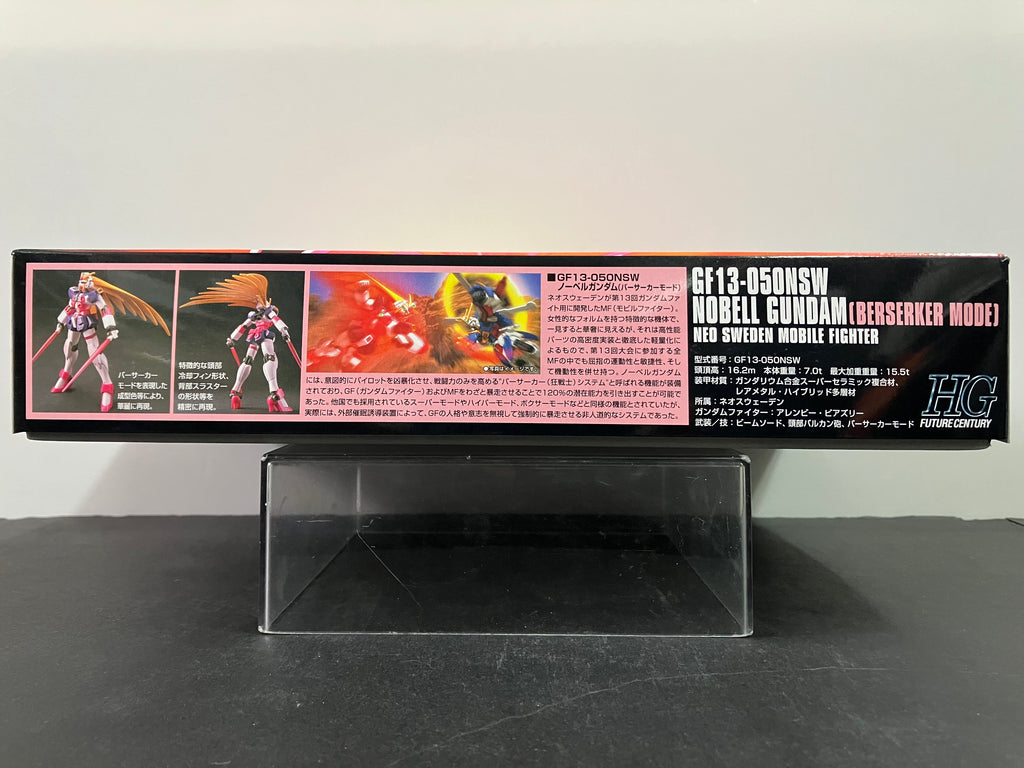 バーサーカー
モードを表現した
成型色等により、
華麗に再現。
特徴的な頭部
冷却フィン形状、
背部スラスター
の形状等を
精密に再現。
●写真はイメージです。
■GF13-050NSW
ノーベルガンダム(バーサーカーモード)
ネオスウェーデンが第13回ガンダムファ
イト用に開発したMF(モビルファイター)。
女性的なフォルムを持つ特徴的な機体で、
一見すると華奢に見えるが、それは高性能
パーツの高密度実装と徹底した軽量化に
よるもので、第13回大会に参加する全
MFの中でも屈指の運動性と敏捷性、そし
て機動性を併せ持つ。ノーベルガンダム
には、意図的にパイロットを凶暴化させ、戦闘力のみを高める"バーサーカー(狂戦士)システム"と呼ばれる機能が装備
されており、GF(ガンダムファイター)およびMFをわざと暴走させることで120%の潜在能力を引き出すことが可能で
あった。他国でも採用されているスーパーモードやハイパーモード、ボクサーモードなどと同様の機能とされていたが、
実際には、外部催眠誘導装置によって、GFの人格や意志を無視して強制的に暴走させる非人道的なシステムであった。
GF13-050NSW
NOBELL GUNDAM(BERSERKER MODE)
NEO SWEDEN MOBILE FIGHTER
型式番号:GF13-050NSW
頭頂高:16.2m 本体重量:7.0t 最大加重重量:15.5t
装甲材質:ガンダリウム合金スーパーセラミック複合材、
レアメタル・ハイブリッド多層材
所属:ネオスウェーデン
ガンダムファイター:アレンビー・ビアズリー
武装/技:ビームソード、頭部バルカン砲、バーサーカーモード
HG
FUTURE CENTURY